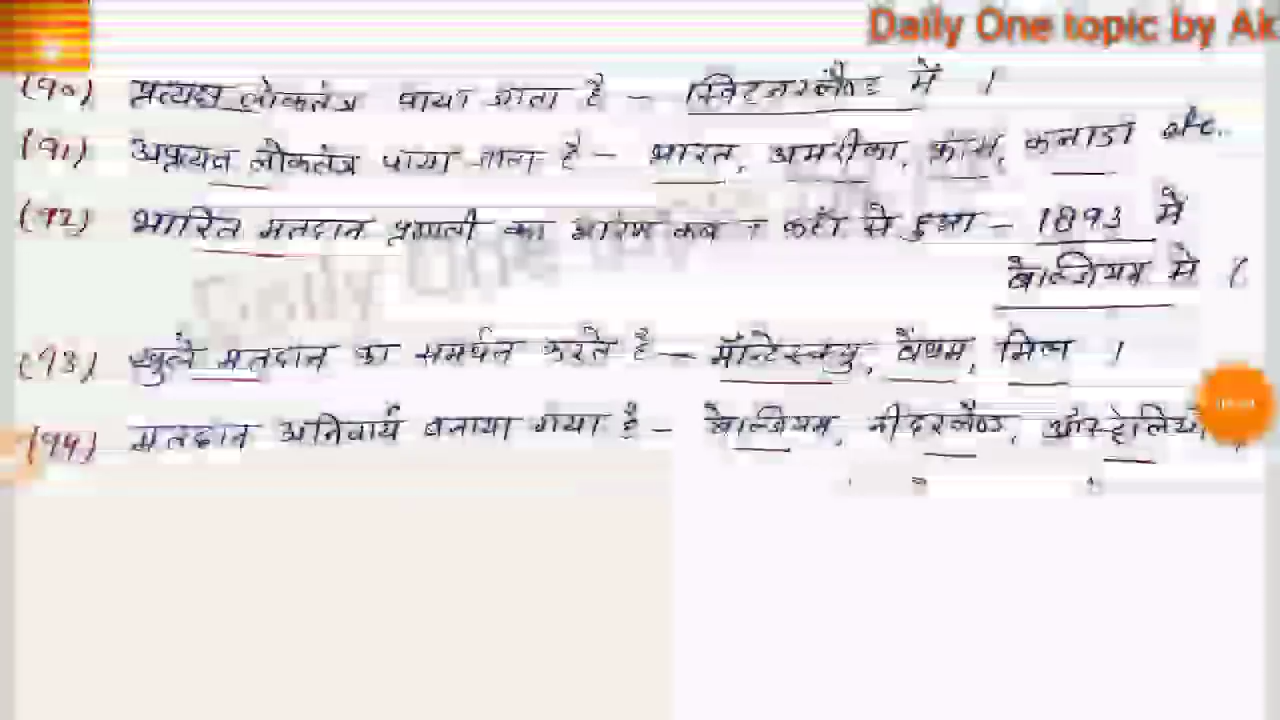 Daily One topic by Ak
(90) प्रत्यक्ष लोकतंत्र पाया जाता है – स्विटजरलैण्ड में ।
(91) अप्रत्यक्ष लोकतंत्र पाया जाता है – भारत, अमरीका, फ्रांस, कनाडा etc.
(92) भारित मतदान प्रणाली का आरंभ कब व कहाँ से हुआ – 1893 में
बेल्जियम में ।
(93) खुले मतदान का समर्थन करते है – मॉन्टेस्क्यु, बैंथम, मिल ।
(94) मतदान अनिवार्य बनाया गया है – बेल्जियम, नीदरलैण्ड,